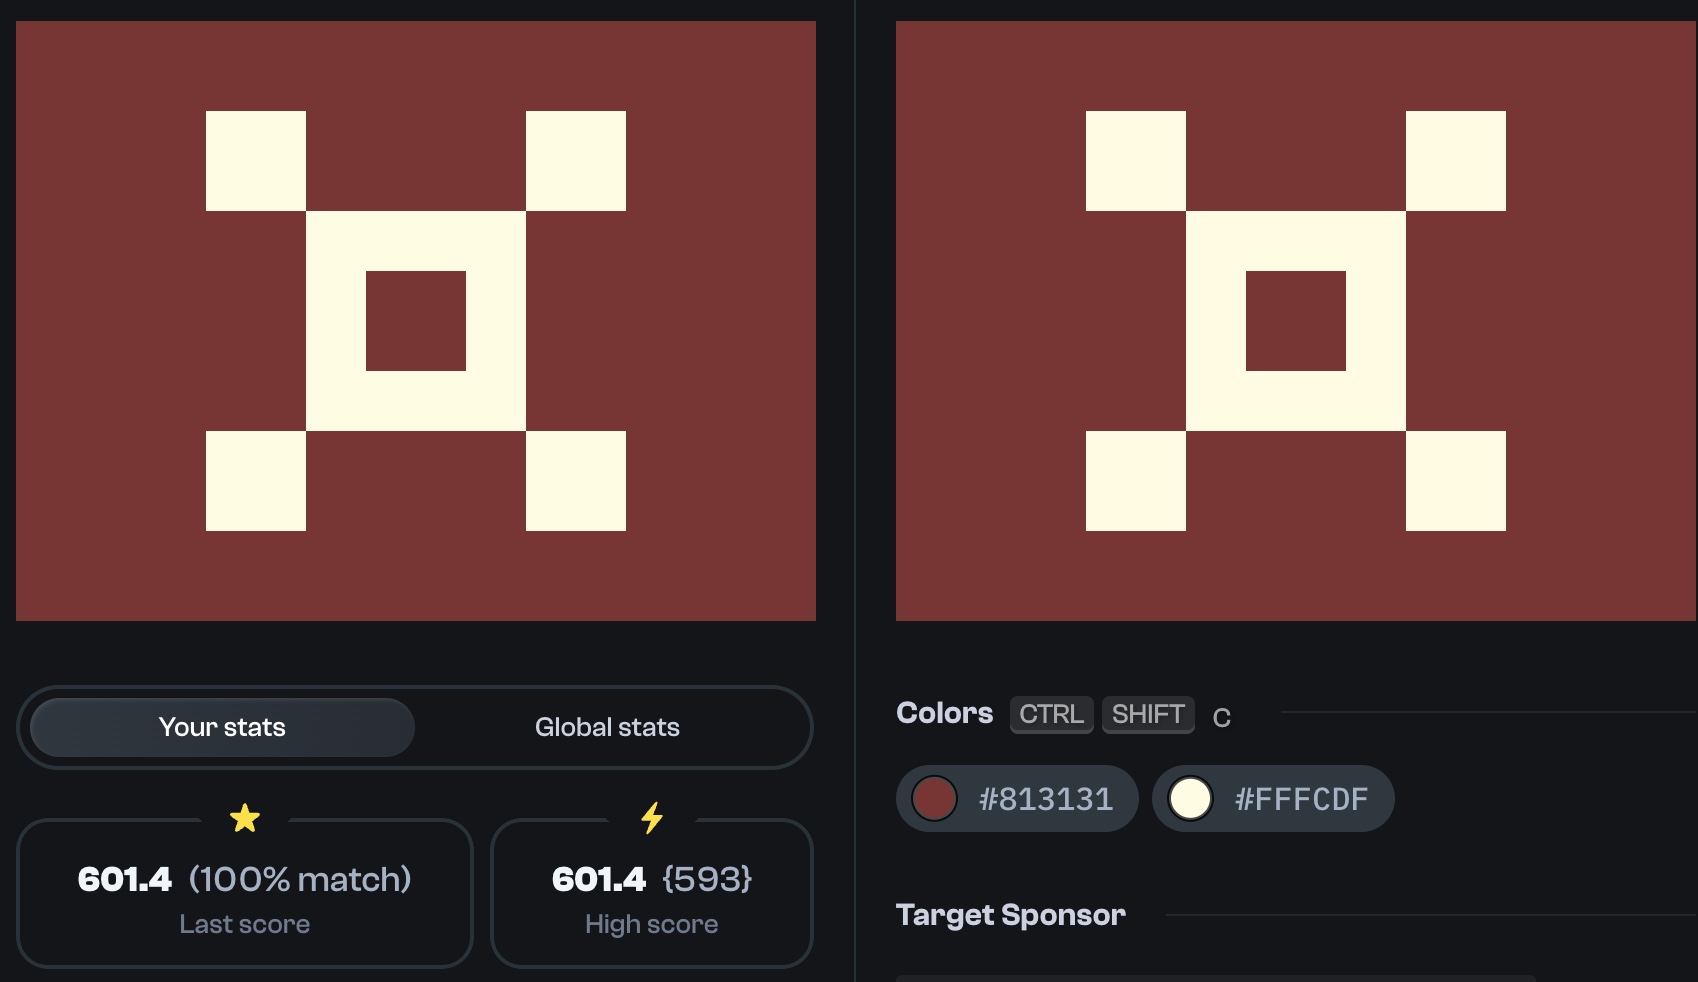 Your stats
Global stats
601.4 (100% match)
Last score
601.4 {593}
High score
Colors CTRL SHIFT C
#813131 #FFFCDF
Target Sponsor